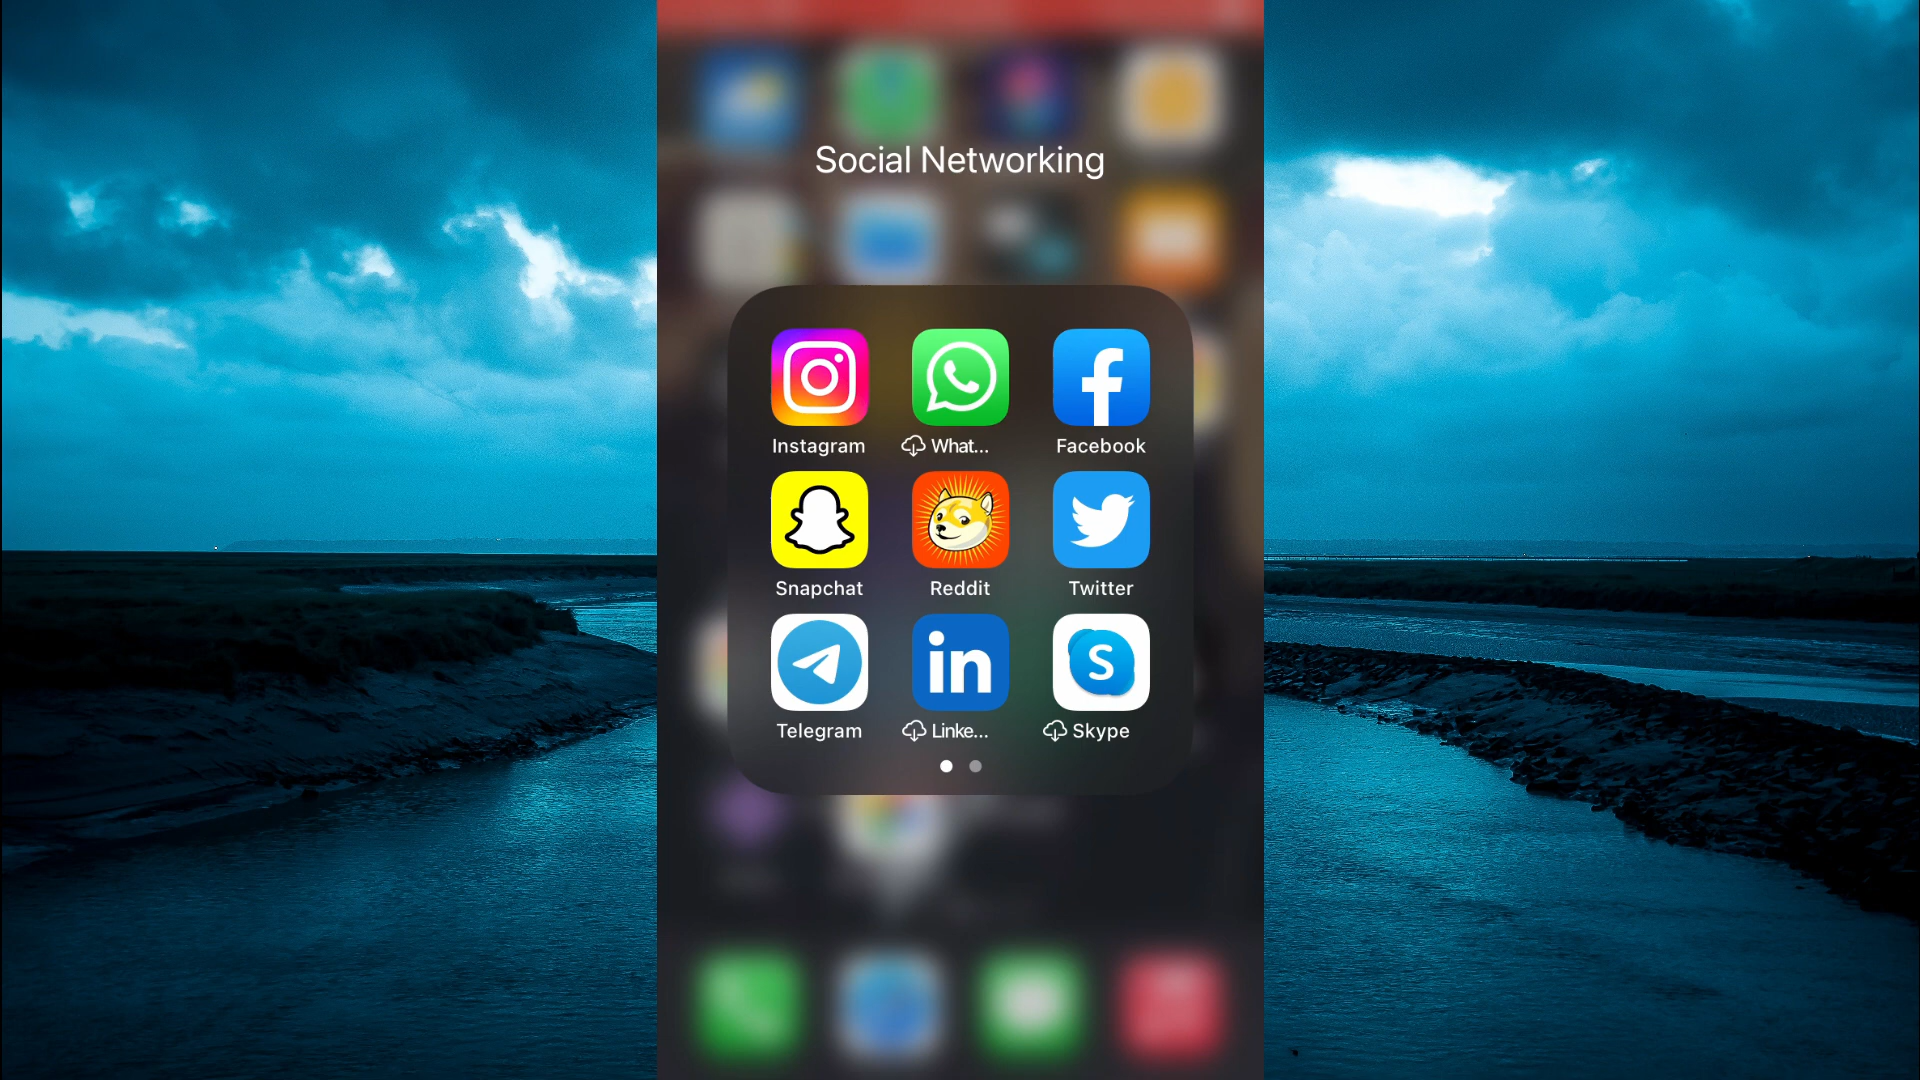 Social Networking
Instagram What... Facebook
Snapchat Reddit Twitter
Telegram Linke... Skype